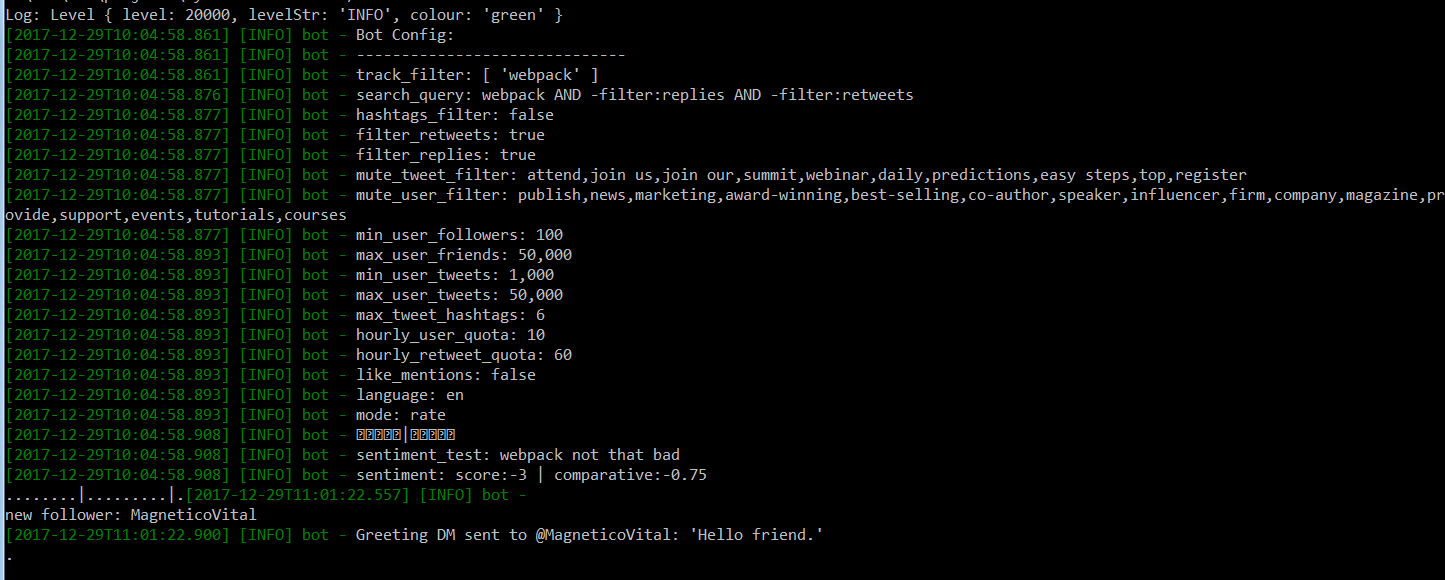 Log: Level { level: 20000, levelStr: 'INFO', colour: 'green' }
[2017-12-29T10:04:58.861] [INFO] bot - Bot Config:
[2017-12-29T10:04:58.861] [INFO] bot - ------------------------------
[2017-12-29T10:04:58.861] [INFO] bot - track_filter: [ 'webpack' ]
[2017-12-29T10:04:58.876] [INFO] bot - search_query: webpack AND -filter:replies AND -filter:retweets
[2017-12-29T10:04:58.877] [INFO] bot - hashtags_filter: false
[2017-12-29T10:04:58.877] [INFO] bot - filter_retweets: true
[2017-12-29T10:04:58.877] [INFO] bot - filter_replies: true
[2017-12-29T10:04:58.877] [INFO] bot - mute_tweet_filter: attend,join us,join our,summit,webinar,daily,predictions,easy steps,top,register
[2017-12-29T10:04:58.877] [INFO] bot - mute_user_filter: publish,news,marketing,award-winning,best-selling,co-author,speaker,influencer,firm,company,magazine,pr
ovide,support,events,tutorials,courses
[2017-12-29T10:04:58.877] [INFO] bot - min_user_followers: 100
[2017-12-29T10:04:58.893] [INFO] bot - max_user_friends: 50,000
[2017-12-29T10:04:58.893] [INFO] bot - min_user_tweets: 1,000
[2017-12-29T10:04:58.893] [INFO] bot - max_user_tweets: 50,000
[2017-12-29T10:04:58.893] [INFO] bot - max_tweet_hashtags: 6
[2017-12-29T10:04:58.893] [INFO] bot - hourly_user_quota: 10
[2017-12-29T10:04:58.893] [INFO] bot - hourly_retweet_quota: 60
[2017-12-29T10:04:58.893] [INFO] bot - like_mentions: false
[2017-12-29T10:04:58.893] [INFO] bot - language: en
[2017-12-29T10:04:58.893] [INFO] bot - mode: rate
[2017-12-29T10:04:58.908] [INFO] bot - |
[2017-12-29T10:04:58.908] [INFO] bot - sentiment_test: webpack not that bad
[2017-12-29T10:04:58.908] [INFO] bot - sentiment: score:-3 | comparative:-0.75
........|.........|.[2017-12-29T11:01:22.557] [INFO] bot -
new follower: MagneticoVital
[2017-12-29T11:01:22.900] [INFO] bot - Greeting DM sent to @MagneticoVital: 'Hello friend.'
.